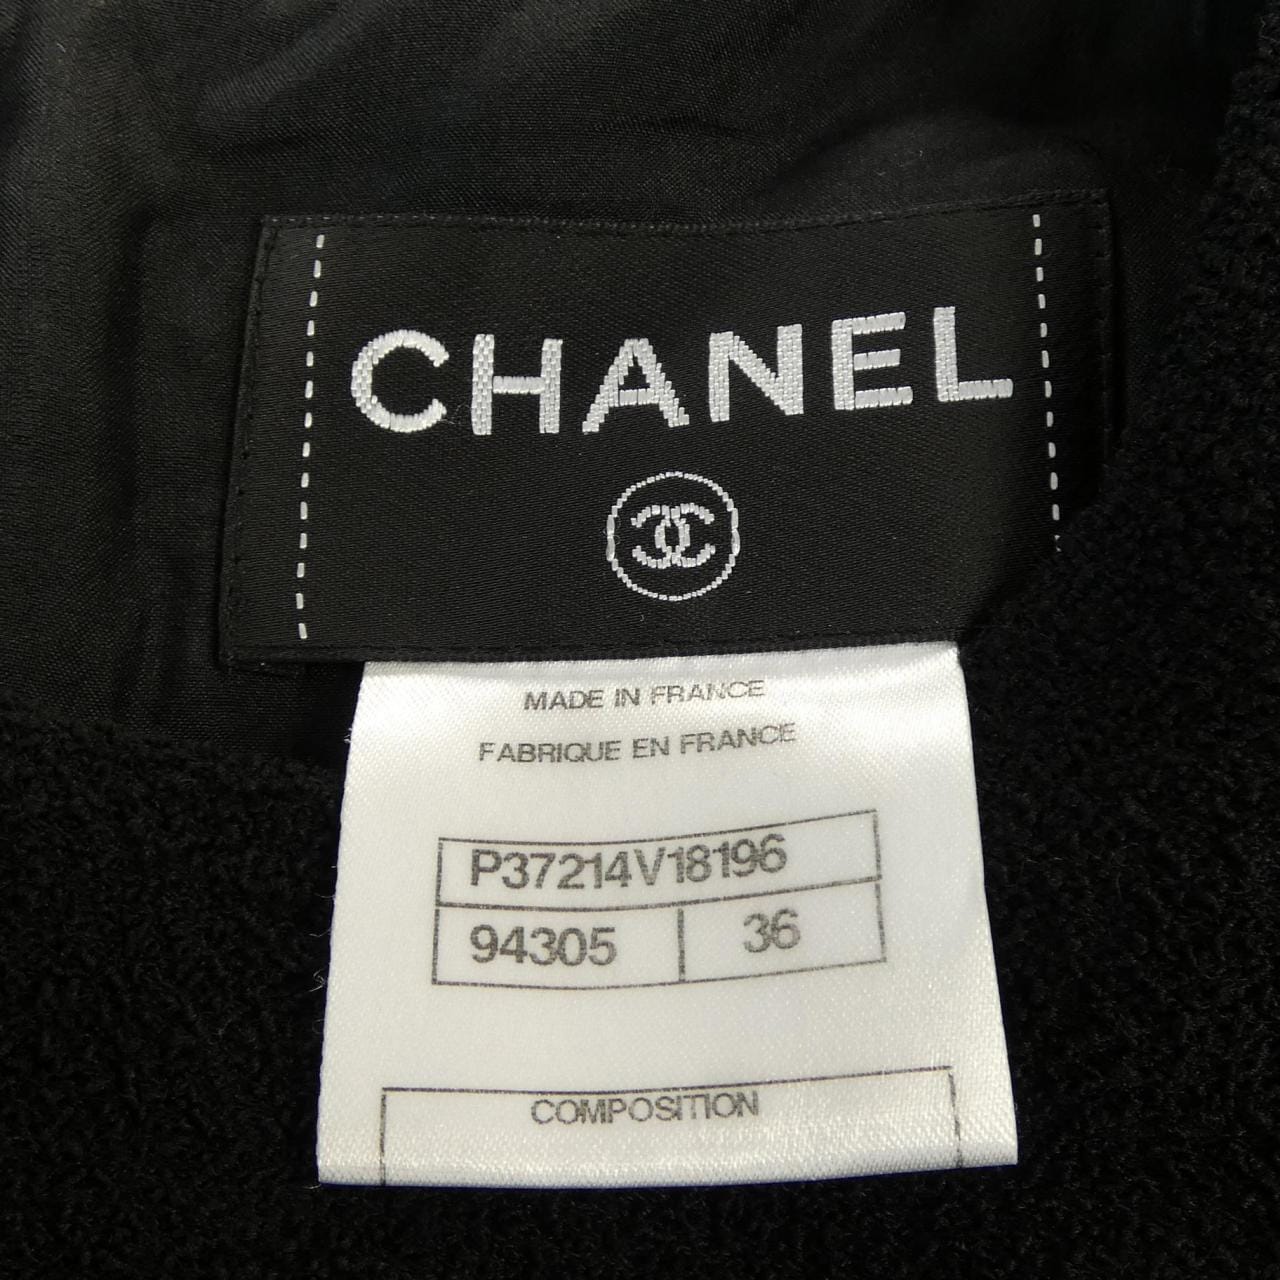 CHANEL
MADE IN FRANCE
FABRIQUE EN FRANCE
P37214V18196
94305 36
COMPOSITION